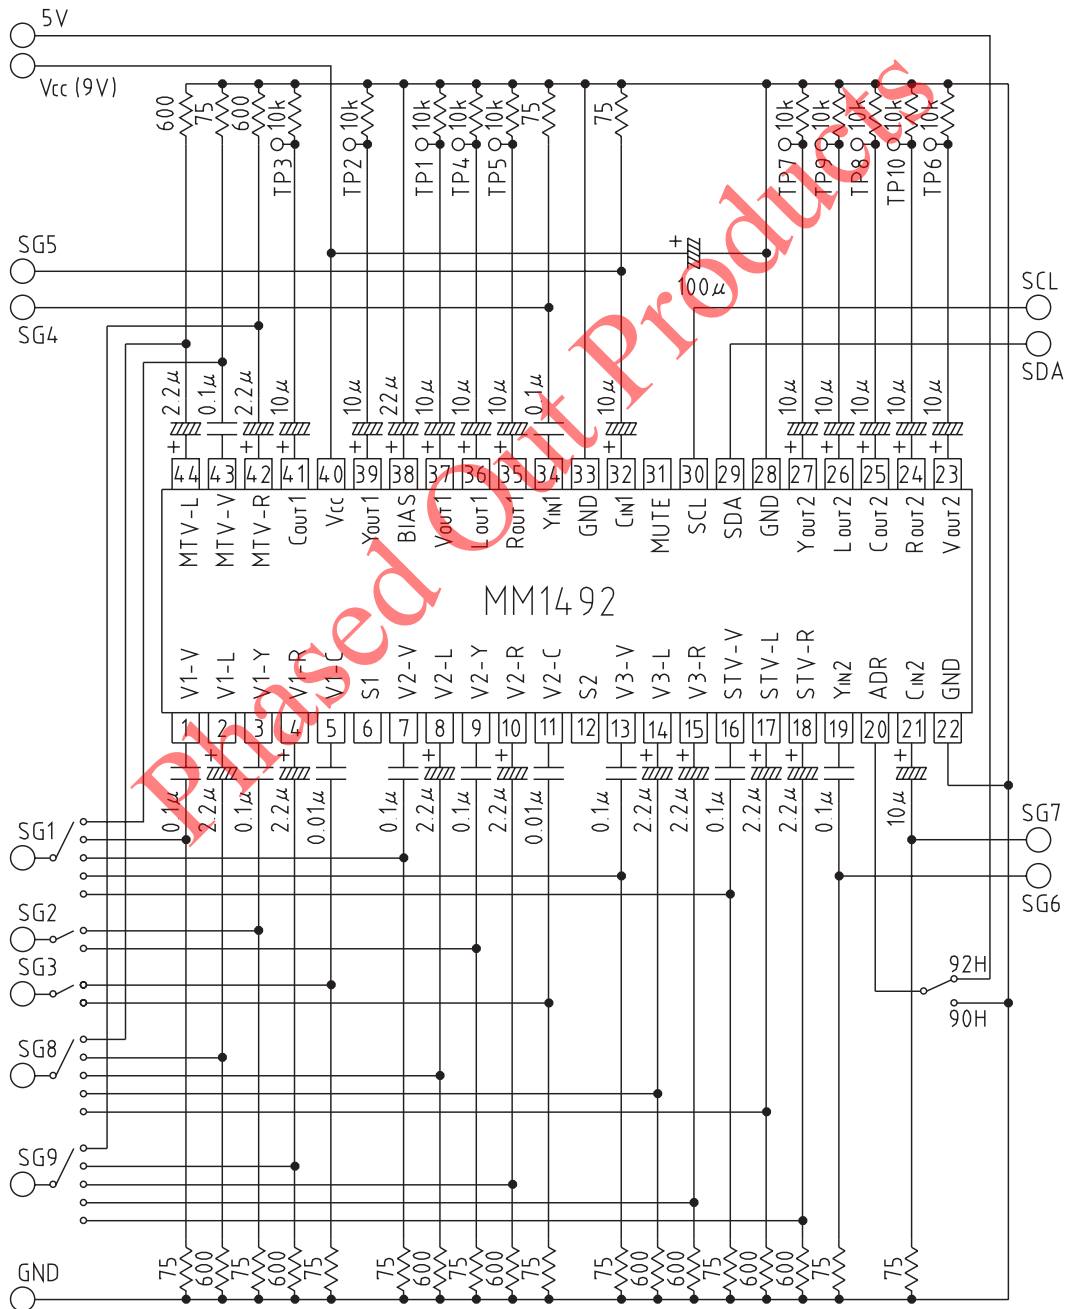 5V
Vcc (9V)
600
75
600
10k
10k
10k
10k
10k
75
75
10k
10k
10k
10k
10k
TP3
TP2
TP1
TP4
TP5
TP7
TP9
TP8
TP10
TP6
SG5
SG4
+
100μ
SCL
SDA
2.2μ
0.1μ
2.2μ
10μ
10μ
22μ
10μ
10μ
10μ
0.1μ
10μ
10μ
10μ
10μ
10μ
10μ
+ + + + + + + + + + + + + +
44 43 42 41 40 39 38 37 36 35 34 33 32 31 30 29 28 27 26 25 24 23
MTV-L
MTV-V
MTV-R
COUT1
Vcc
YOUT1
BIAS
VOUT1
LOUT1
ROUT1
YIN1
GND
CIN1
MUTE
SCL
SDA
GND
YOUT2
LOUT2
COUT2
ROUT2
VOUT2
MM1492
V1-V
V1-L
V1-Y
V1-R
V1-C
S1
V2-V
V2-L
V2-Y
V2-R
V2-C
S2
V3-V
V3-L
V3-R
STV-V
STV-L
STV-R
YIN2
ADR
CIN2
GND
1 2 3 4 5 6 7 8 9 10 11 12 13 14 15 16 17 18 19 20 21 22
+ + + + + + + + +
0.1μ
2.2μ
0.1μ
2.2μ
0.01μ
0.1μ
2.2μ
0.1μ
2.2μ
0.01μ
0.1μ
2.2μ
2.2μ
0.1μ
2.2μ
2.2μ
0.1μ
10μ
SG1
SG7
SG6
SG2
SG3
92H
90H
SG8
SG9
75
600
75
600
75
75
600
75
600
75
75
600
600
75
600
600
75
75
GND
Phased Out Products